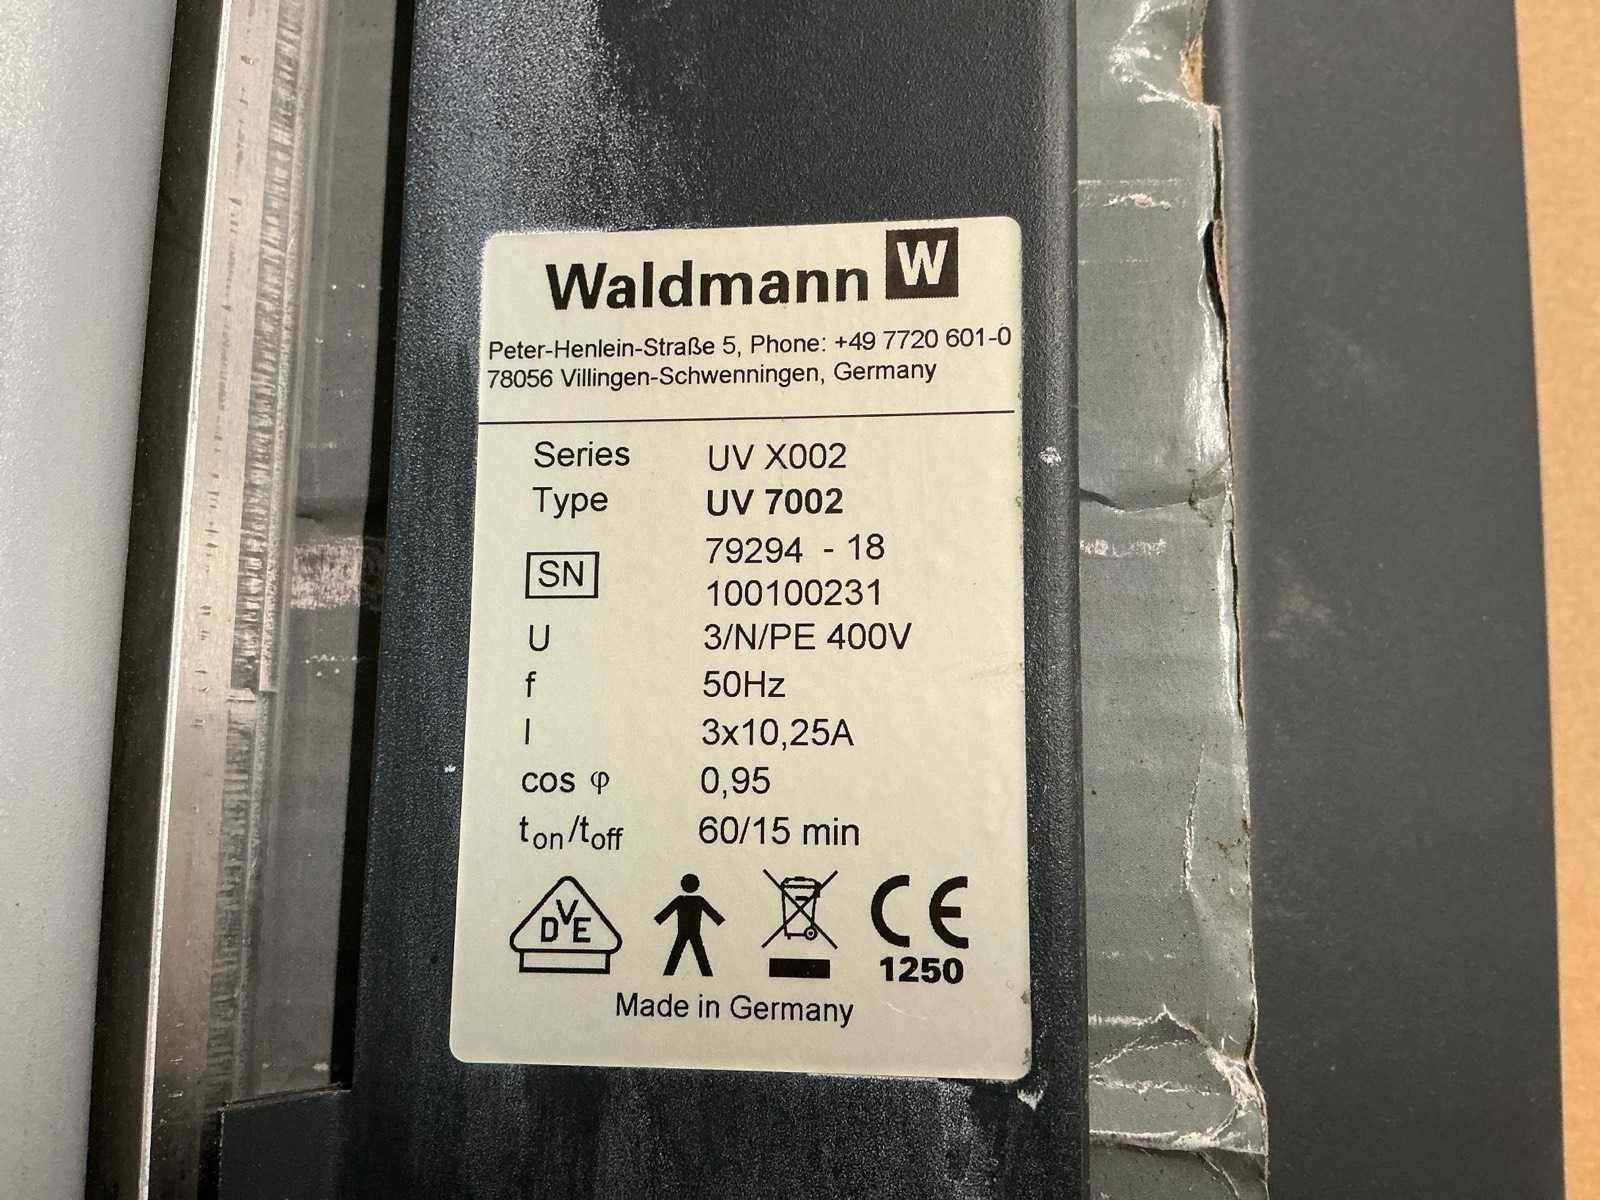 Waldmann W
Peter-Henlein-Straße 5, Phone: +49 7720 601-0
78056 Villingen-Schwenningen, Germany
Series UV X002
Type UV 7002
SN 79294 - 18
100100231
U 3/N/PE 400V
f 50Hz
I 3x10,25A
cos φ 0,95
ton/toff 60/15 min
DVE CE
1250
Made in Germany